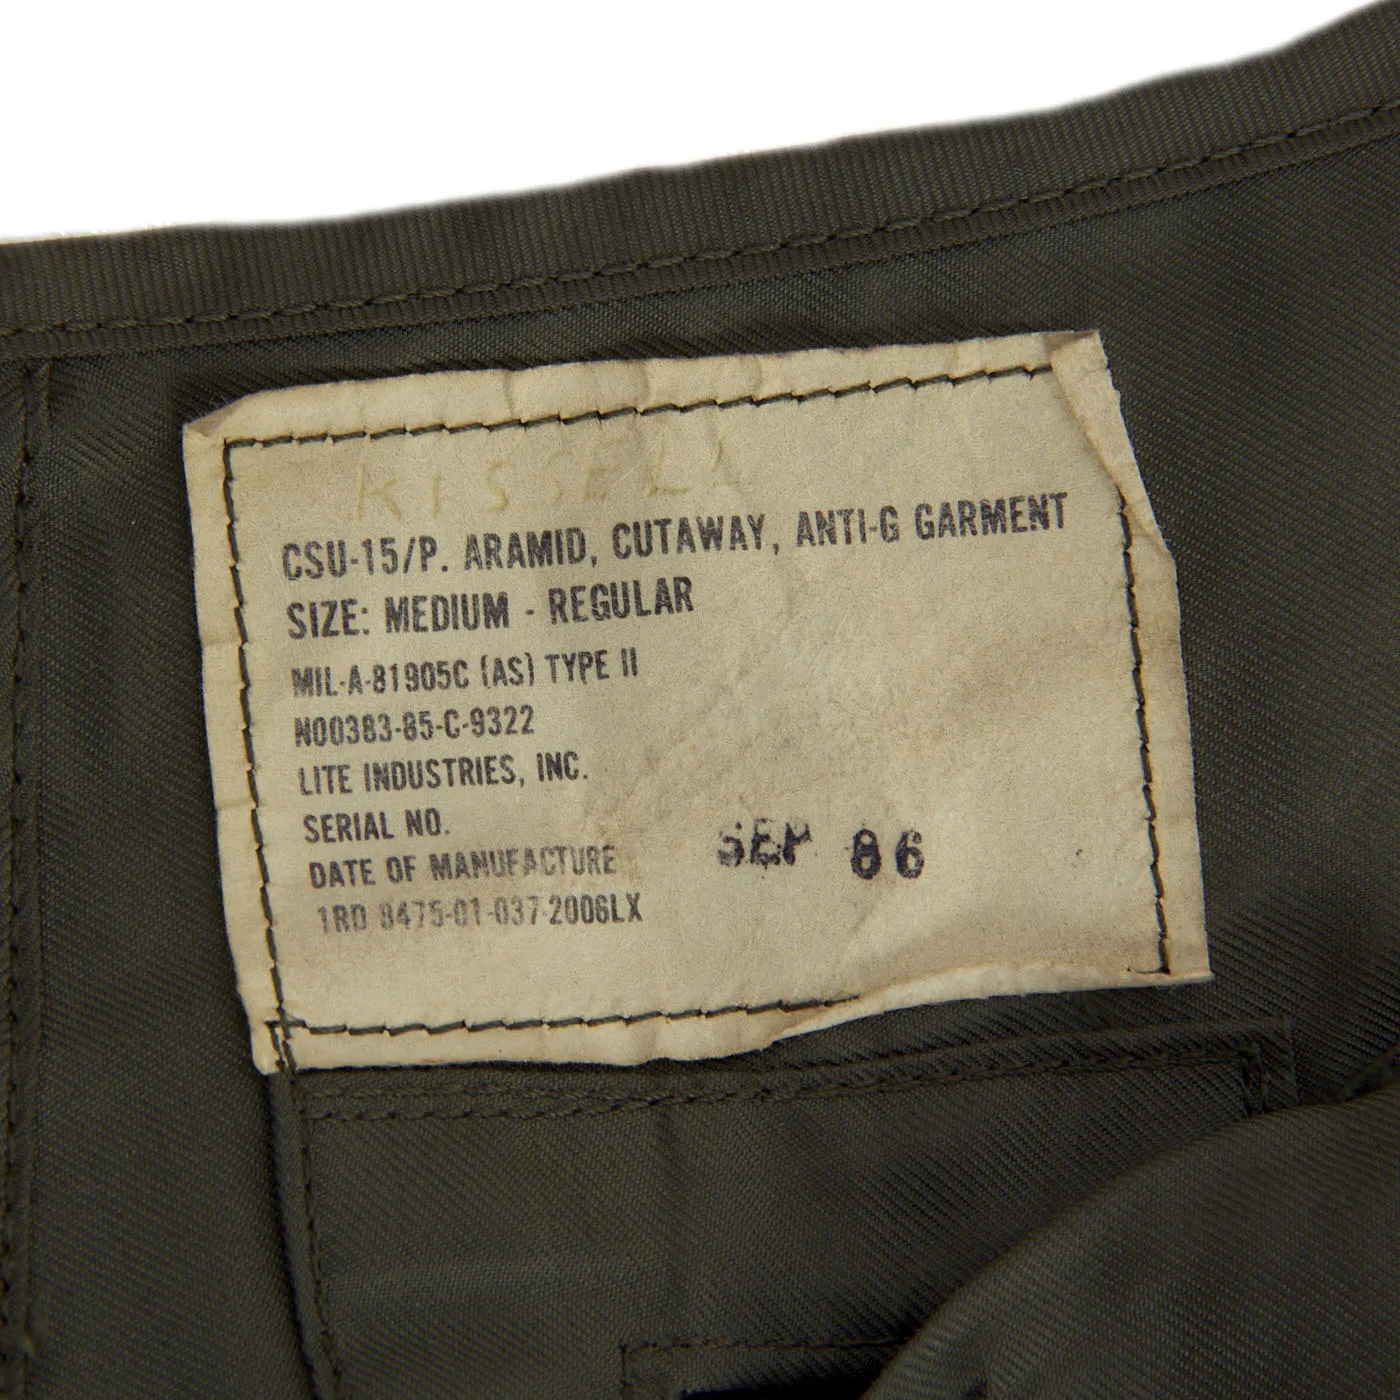 KISSELL
CSU-15/P. ARAMID, CUTAWAY, ANTI-G GARMENT
SIZE: MEDIUM - REGULAR
MIL-A-81905C (AS) TYPE II
N00383-85-C-9322
LITE INDUSTRIES, INC.
SERIAL NO.
DATE OF MANUFACTURE SEP 86
1RD 8475-01-037-2006LX